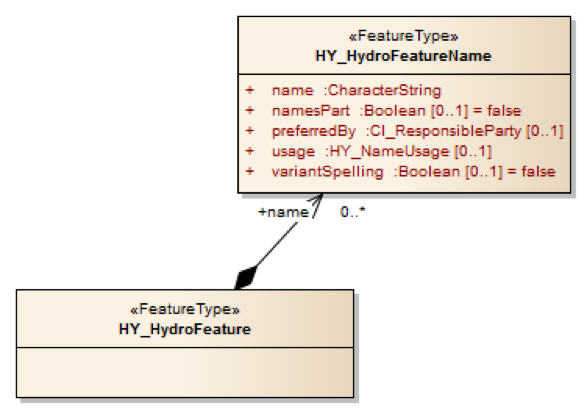 «FeatureType»
HY_HydroFeatureName
+ name :CharacterString
+ namesPart :Boolean [0..1] = false
+ preferredBy :CI_ResponsibleParty [0..1]
+ usage :HY_NameUsage [0..1]
+ variantSpelling :Boolean [0..1] = false
+name 0..*
«FeatureType»
HY_HydroFeature